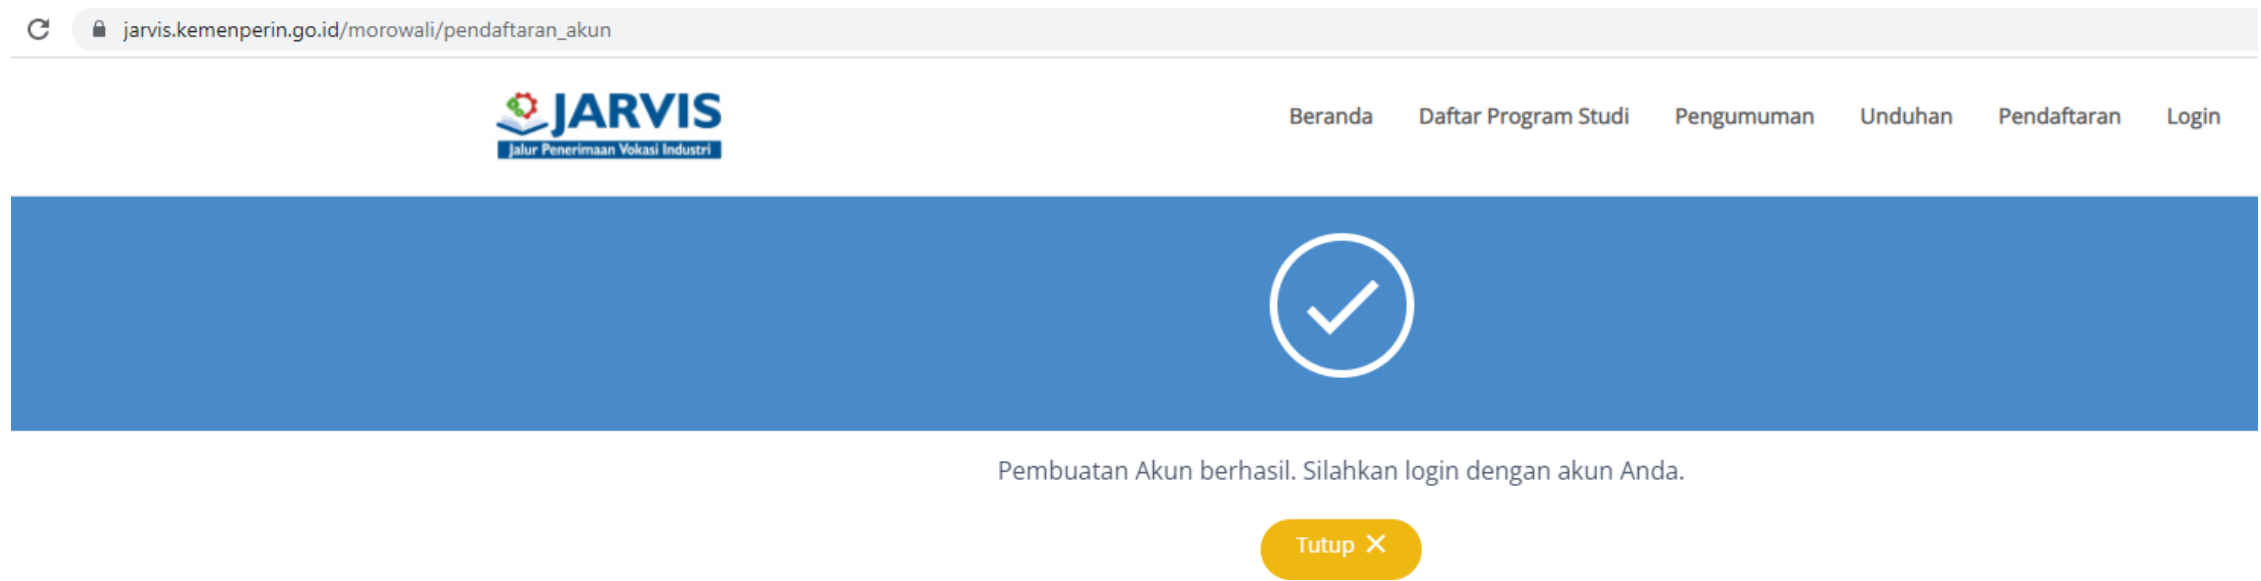 jarvis.kemenperin.go.id/morowali/pendaftaran_akun
JARVIS
Jalur Penerimaan Vokasi Industri
Beranda Daftar Program Studi Pengumuman Unduhan Pendaftaran Login
Pembuatan Akun berhasil. Silahkan login dengan akun Anda.
Tutup ✕